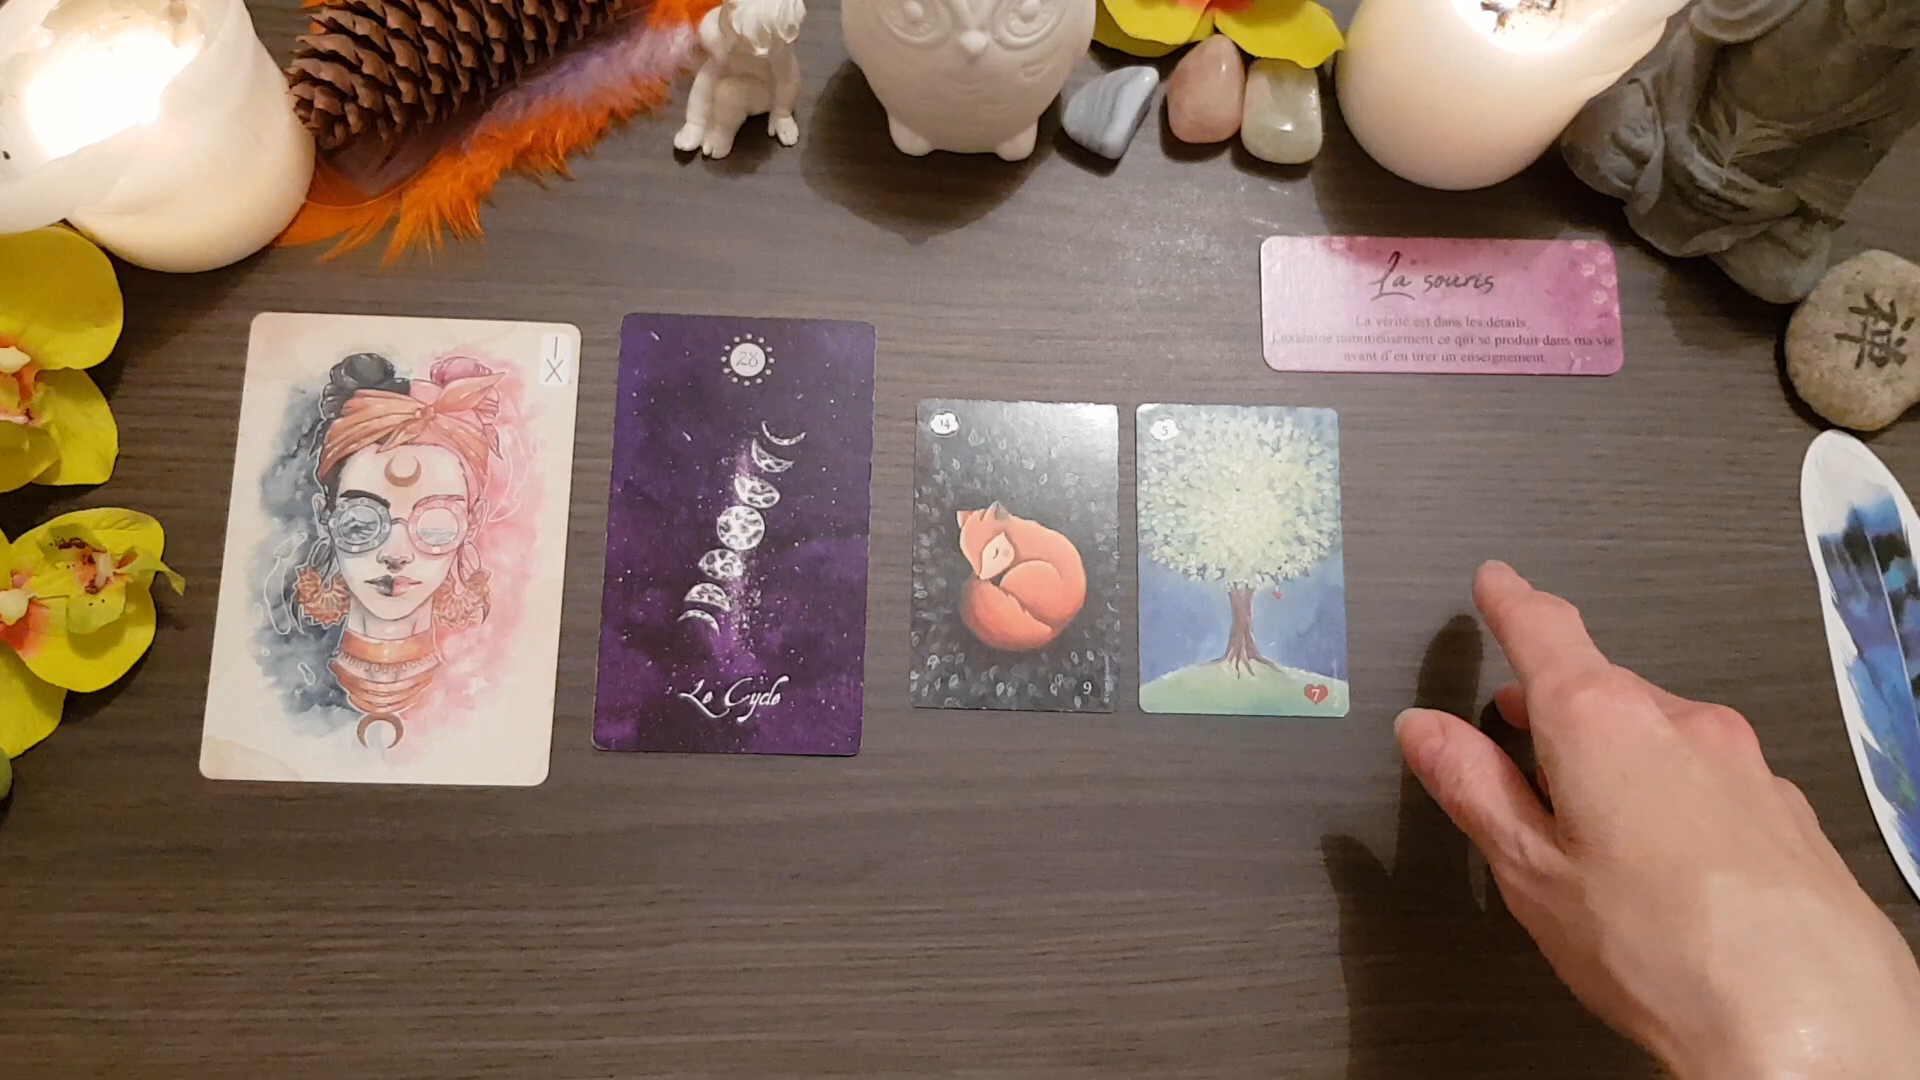 I
X
28
Le Cycle
14
9
5
7
La souris
La vérité est dans les détails.
J'examine minutieusement ce qui se produit dans ma vie
avant d'en tirer un enseignement.
禅